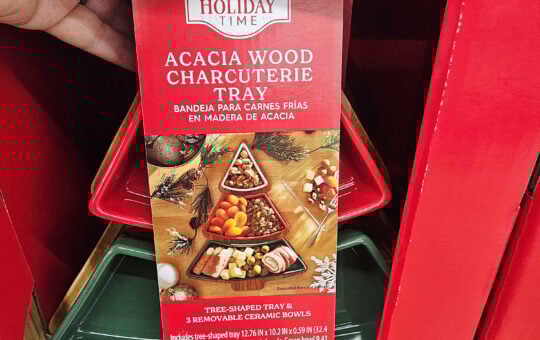 HOLIDAY
TIME
ACACIA WOOD
CHARCUTERIE
TRAY
BANDEJA PARA CARNES FRÍAS
EN MADERA DE ACACIA
TREE-SHAPED TRAY &
3 REMOVABLE CERAMIC BOWLS
Includes tree-shaped tray 12.76 IN x 10.2 IN x 0.59 IN (32.4